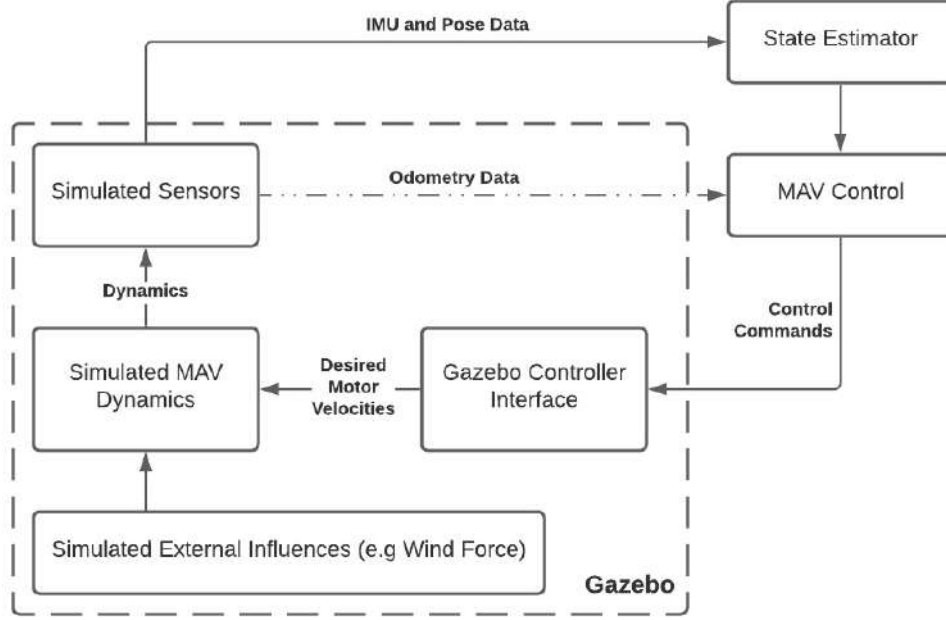 IMU and Pose Data
State Estimator
Simulated Sensors
Odometry Data
MAV Control
Dynamics
Control
Commands
Simulated MAV
Dynamics
Desired
Motor
Velocities
Gazebo Controller
Interface
Simulated External Influences (e.g Wind Force)
Gazebo